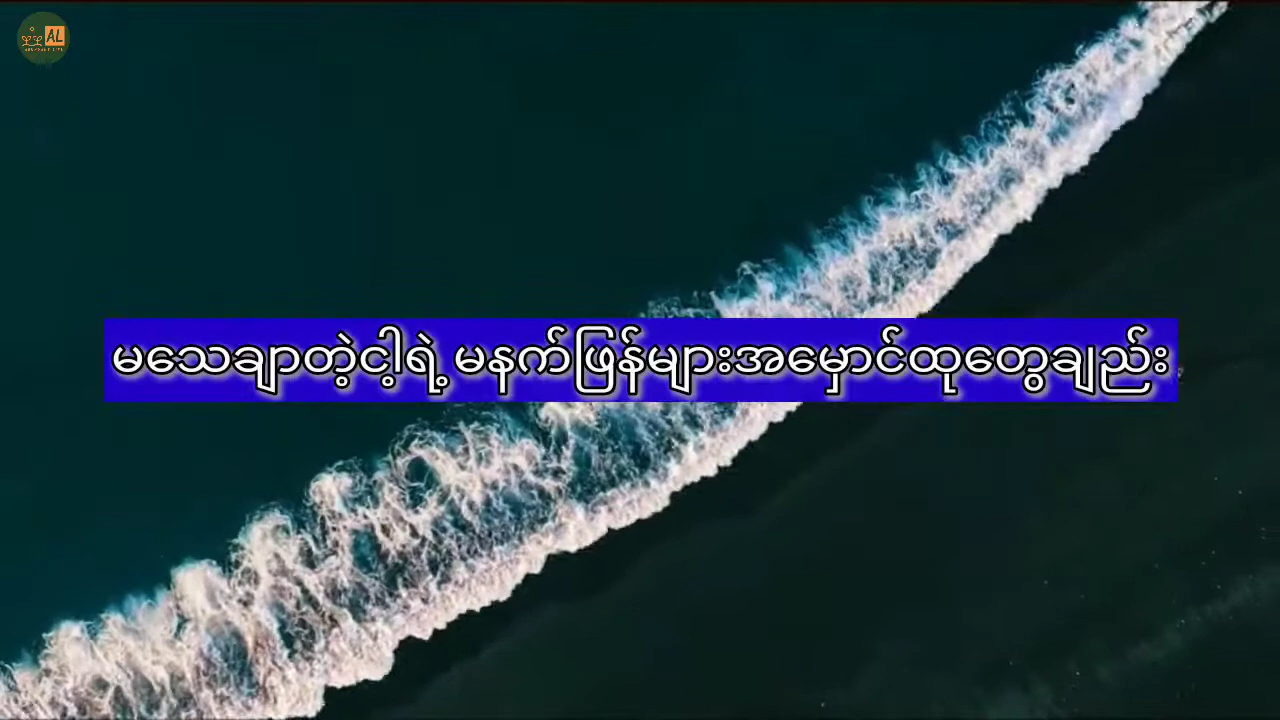 AL
မသေချာတဲ့ငါ့ရဲ့ မနက်ဖြန်များအမှောင်ထုတွေချည်း